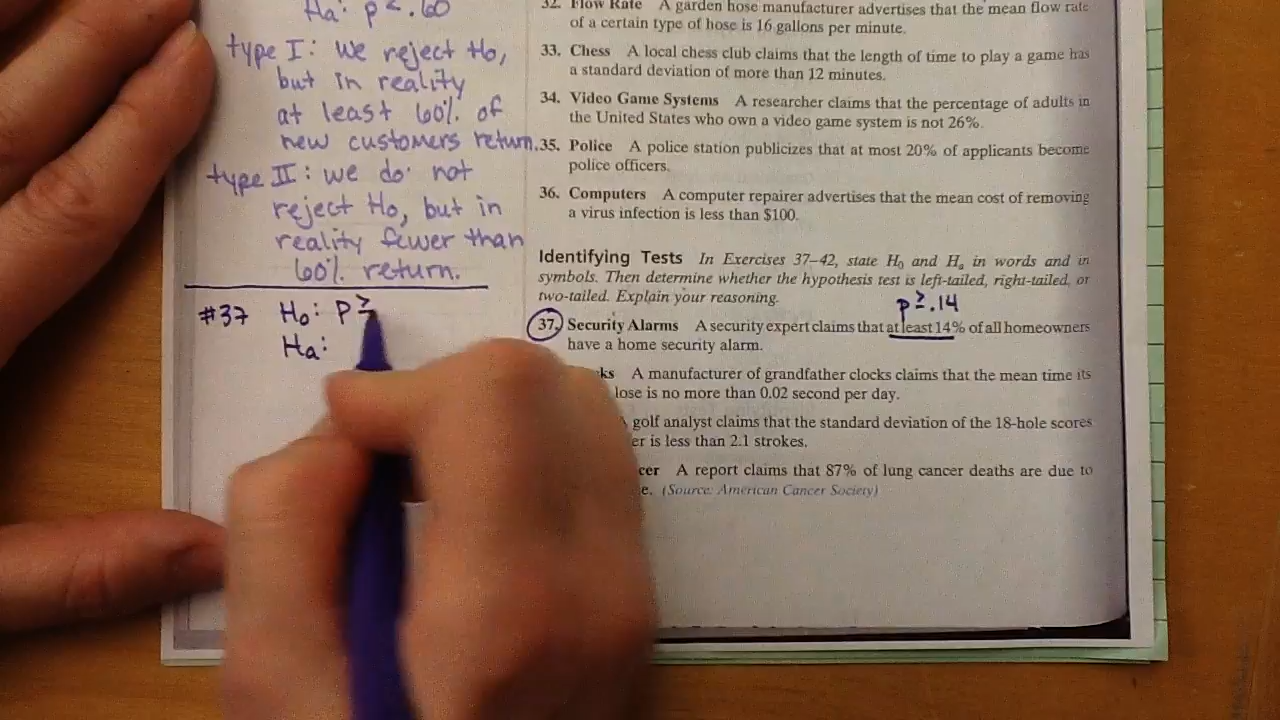 Ha: p < .60
type I: we reject Ho,
but in reality
at least 60% of
new customers return.
type II: we do not
reject Ho, but in
reality fewer than
60% return.
#37 Ho: p ≥
Ha:
32. Flow Rate A garden hose manufacturer advertises that the mean flow rate
of a certain type of hose is 16 gallons per minute.
33. Chess A local chess club claims that the length of time to play a game has
a standard deviation of more than 12 minutes.
34. Video Game Systems A researcher claims that the percentage of adults in
the United States who own a video game system is not 26%.
35. Police A police station publicizes that at most 20% of applicants become
police officers.
36. Computers A computer repairer advertises that the mean cost of removing
a virus infection is less than $100.
Identifying Tests In Exercises 37–42, state H0 and Ha in words and in
symbols. Then determine whether the hypothesis test is left-tailed, right-tailed, or
two-tailed. Explain your reasoning.
p ≥ .14
37. Security Alarms A security expert claims that at least 14% of all homeowners
have a home security alarm.
ks A manufacturer of grandfather clocks claims that the mean time its
lose is no more than 0.02 second per day.
golf analyst claims that the standard deviation of the 18-hole scores
er is less than 2.1 strokes.
cer A report claims that 87% of lung cancer deaths are due to
e. (Source: American Cancer Society)